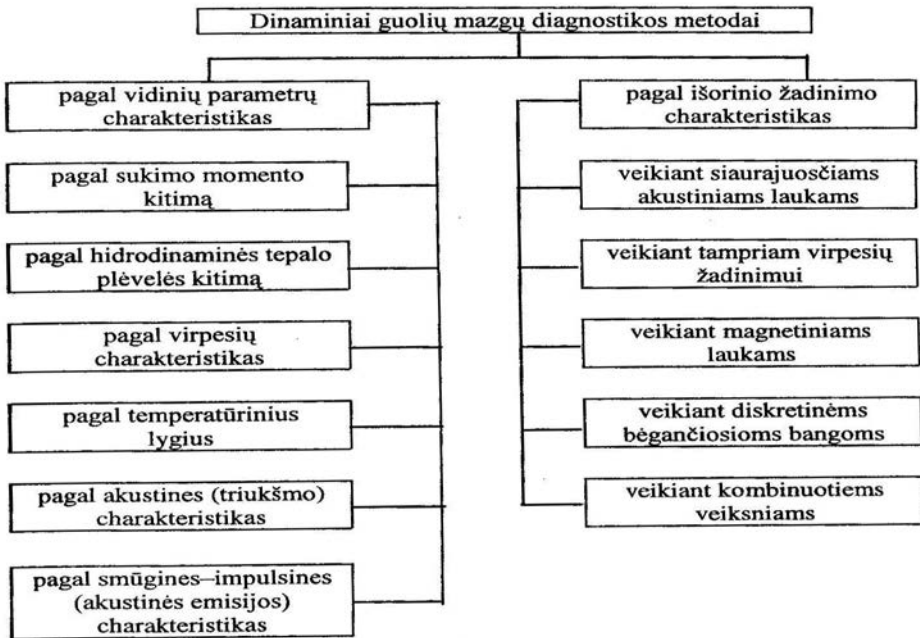 Dinaminiai guolių mazgų diagnostikos metodai
pagal vidinių parametrų
charakteristikas
pagal sukimo momento
kitimą
pagal hidrodinaminės tepalo
plėvelės kitimą
pagal virpesių
charakteristikas
pagal temperatūrinius
lygius
pagal akustines (triukšmo)
charakteristikas
pagal smūgines–impulsines
(akustinės emisijos)
charakteristikas
pagal išorinio žadinimo
charakteristikas
veikiant siaurajuosčiams
akustiniams laukams
veikiant tampriam virpesių
žadinimui
veikiant magnetiniams
laukams
veikiant diskretinėms
bėgančiosioms bangoms
veikiant kombinuotiems
veiksniams